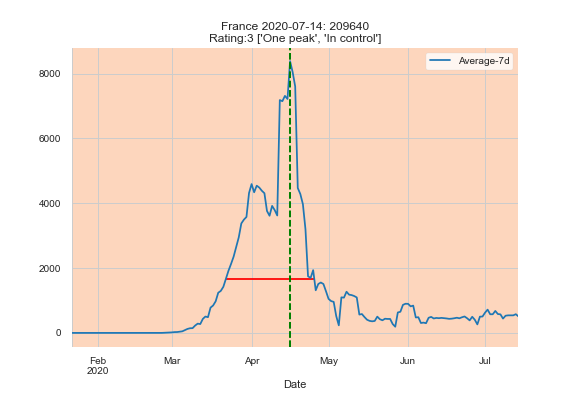 France 2020-07-14: 209640
Rating:3 ['One peak', 'In control']
Average-7d
8000
6000
4000
2000
0
Feb
2020
Mar
Apr
May
Jun
Jul
Date